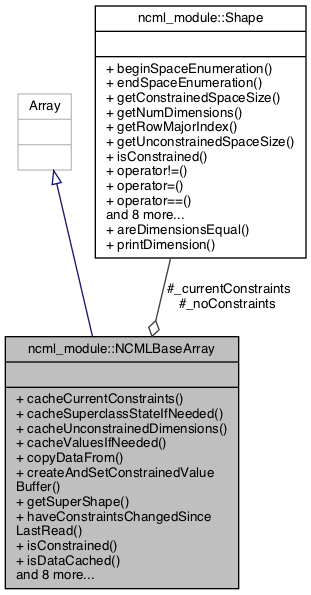 ncml_module::Shape
+ beginSpaceEnumeration()
+ endSpaceEnumeration()
+ getConstrainedSpaceSize()
+ getNumDimensions()
+ getRowMajorIndex()
+ getUnconstrainedSpaceSize()
+ isConstrained()
+ operator!=()
+ operator=()
+ operator==()
and 8 more...
+ areDimensionsEqual()
+ printDimension()
Array
#_currentConstraints
#_noConstraints
ncml_module::NCMLBaseArray
+ cacheCurrentConstraints()
+ cacheSuperclassStateIfNeeded()
+ cacheUnconstrainedDimensions()
+ cacheValuesIfNeeded()
+ copyDataFrom()
+ createAndSetConstrainedValue
Buffer()
+ getSuperShape()
+ haveConstraintsChangedSince
LastRead()
+ isConstrained()
+ isDataCached()
and 8 more...